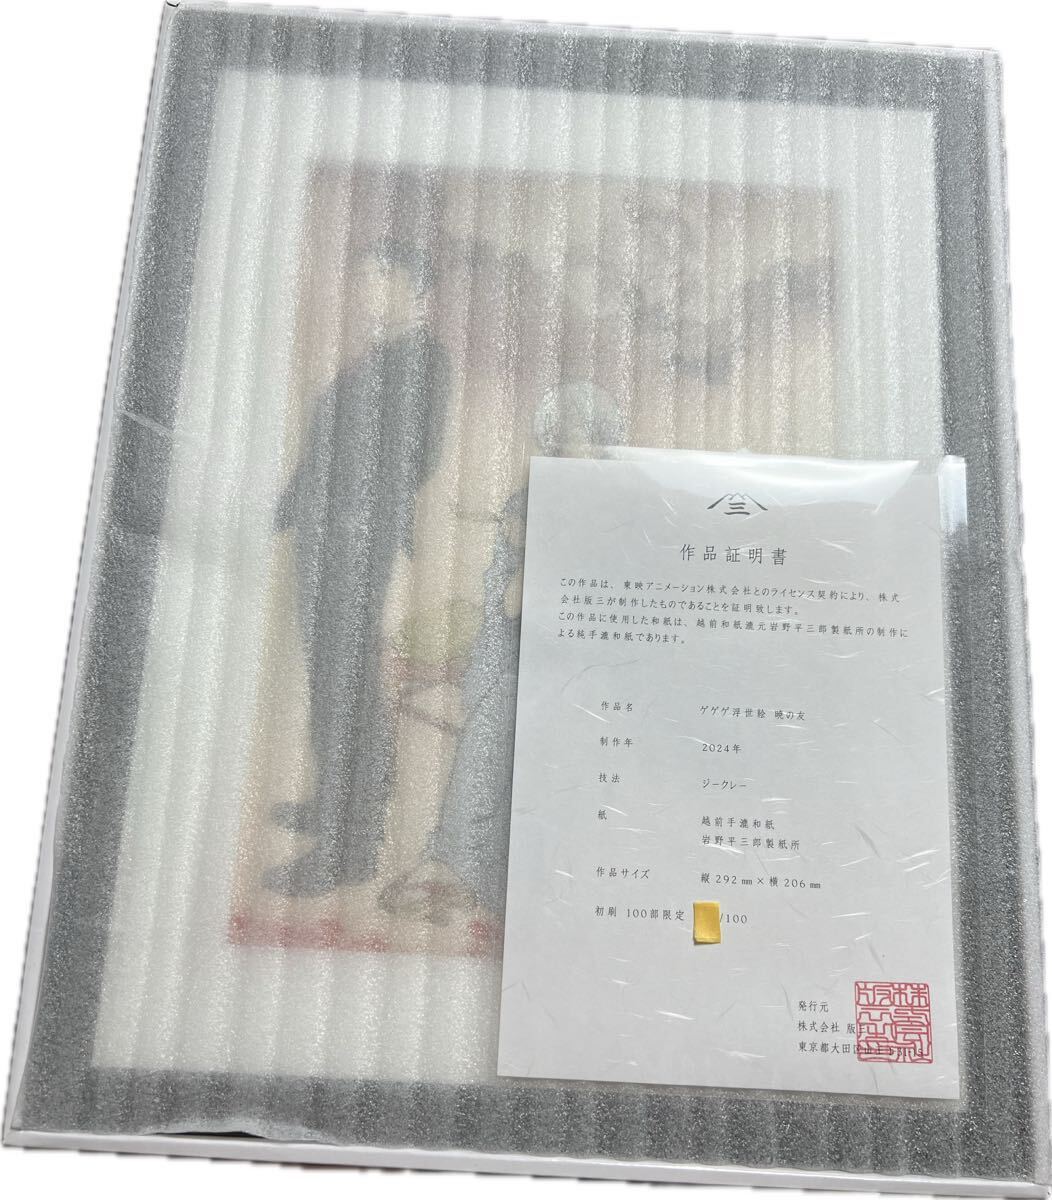 作品証明書
この作品は、東映アニメーション株式会社とのライセンス契約により、株式
会社版三が制作したものであることを証明致します。
この作品に使用した和紙は、越前和紙漉元岩野平三郎製紙所の制作に
よる純手漉和紙であります。
作品名 ゲゲゲ浮世絵 暁の友
制作年 2024年
技法 ジークレー
紙 越前手漉和紙
岩野平三郎製紙所
作品サイズ 縦 292 ㎜ × 横 206 ㎜
初刷 100部限定 /100
発行元
株式会社 版三
東京都大田区